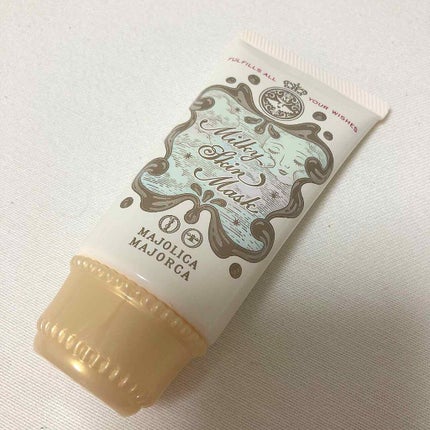 FULFILLS ALL YOUR WISHES
Milky
Skin
Mask
MAJOLICA
MAJORCA